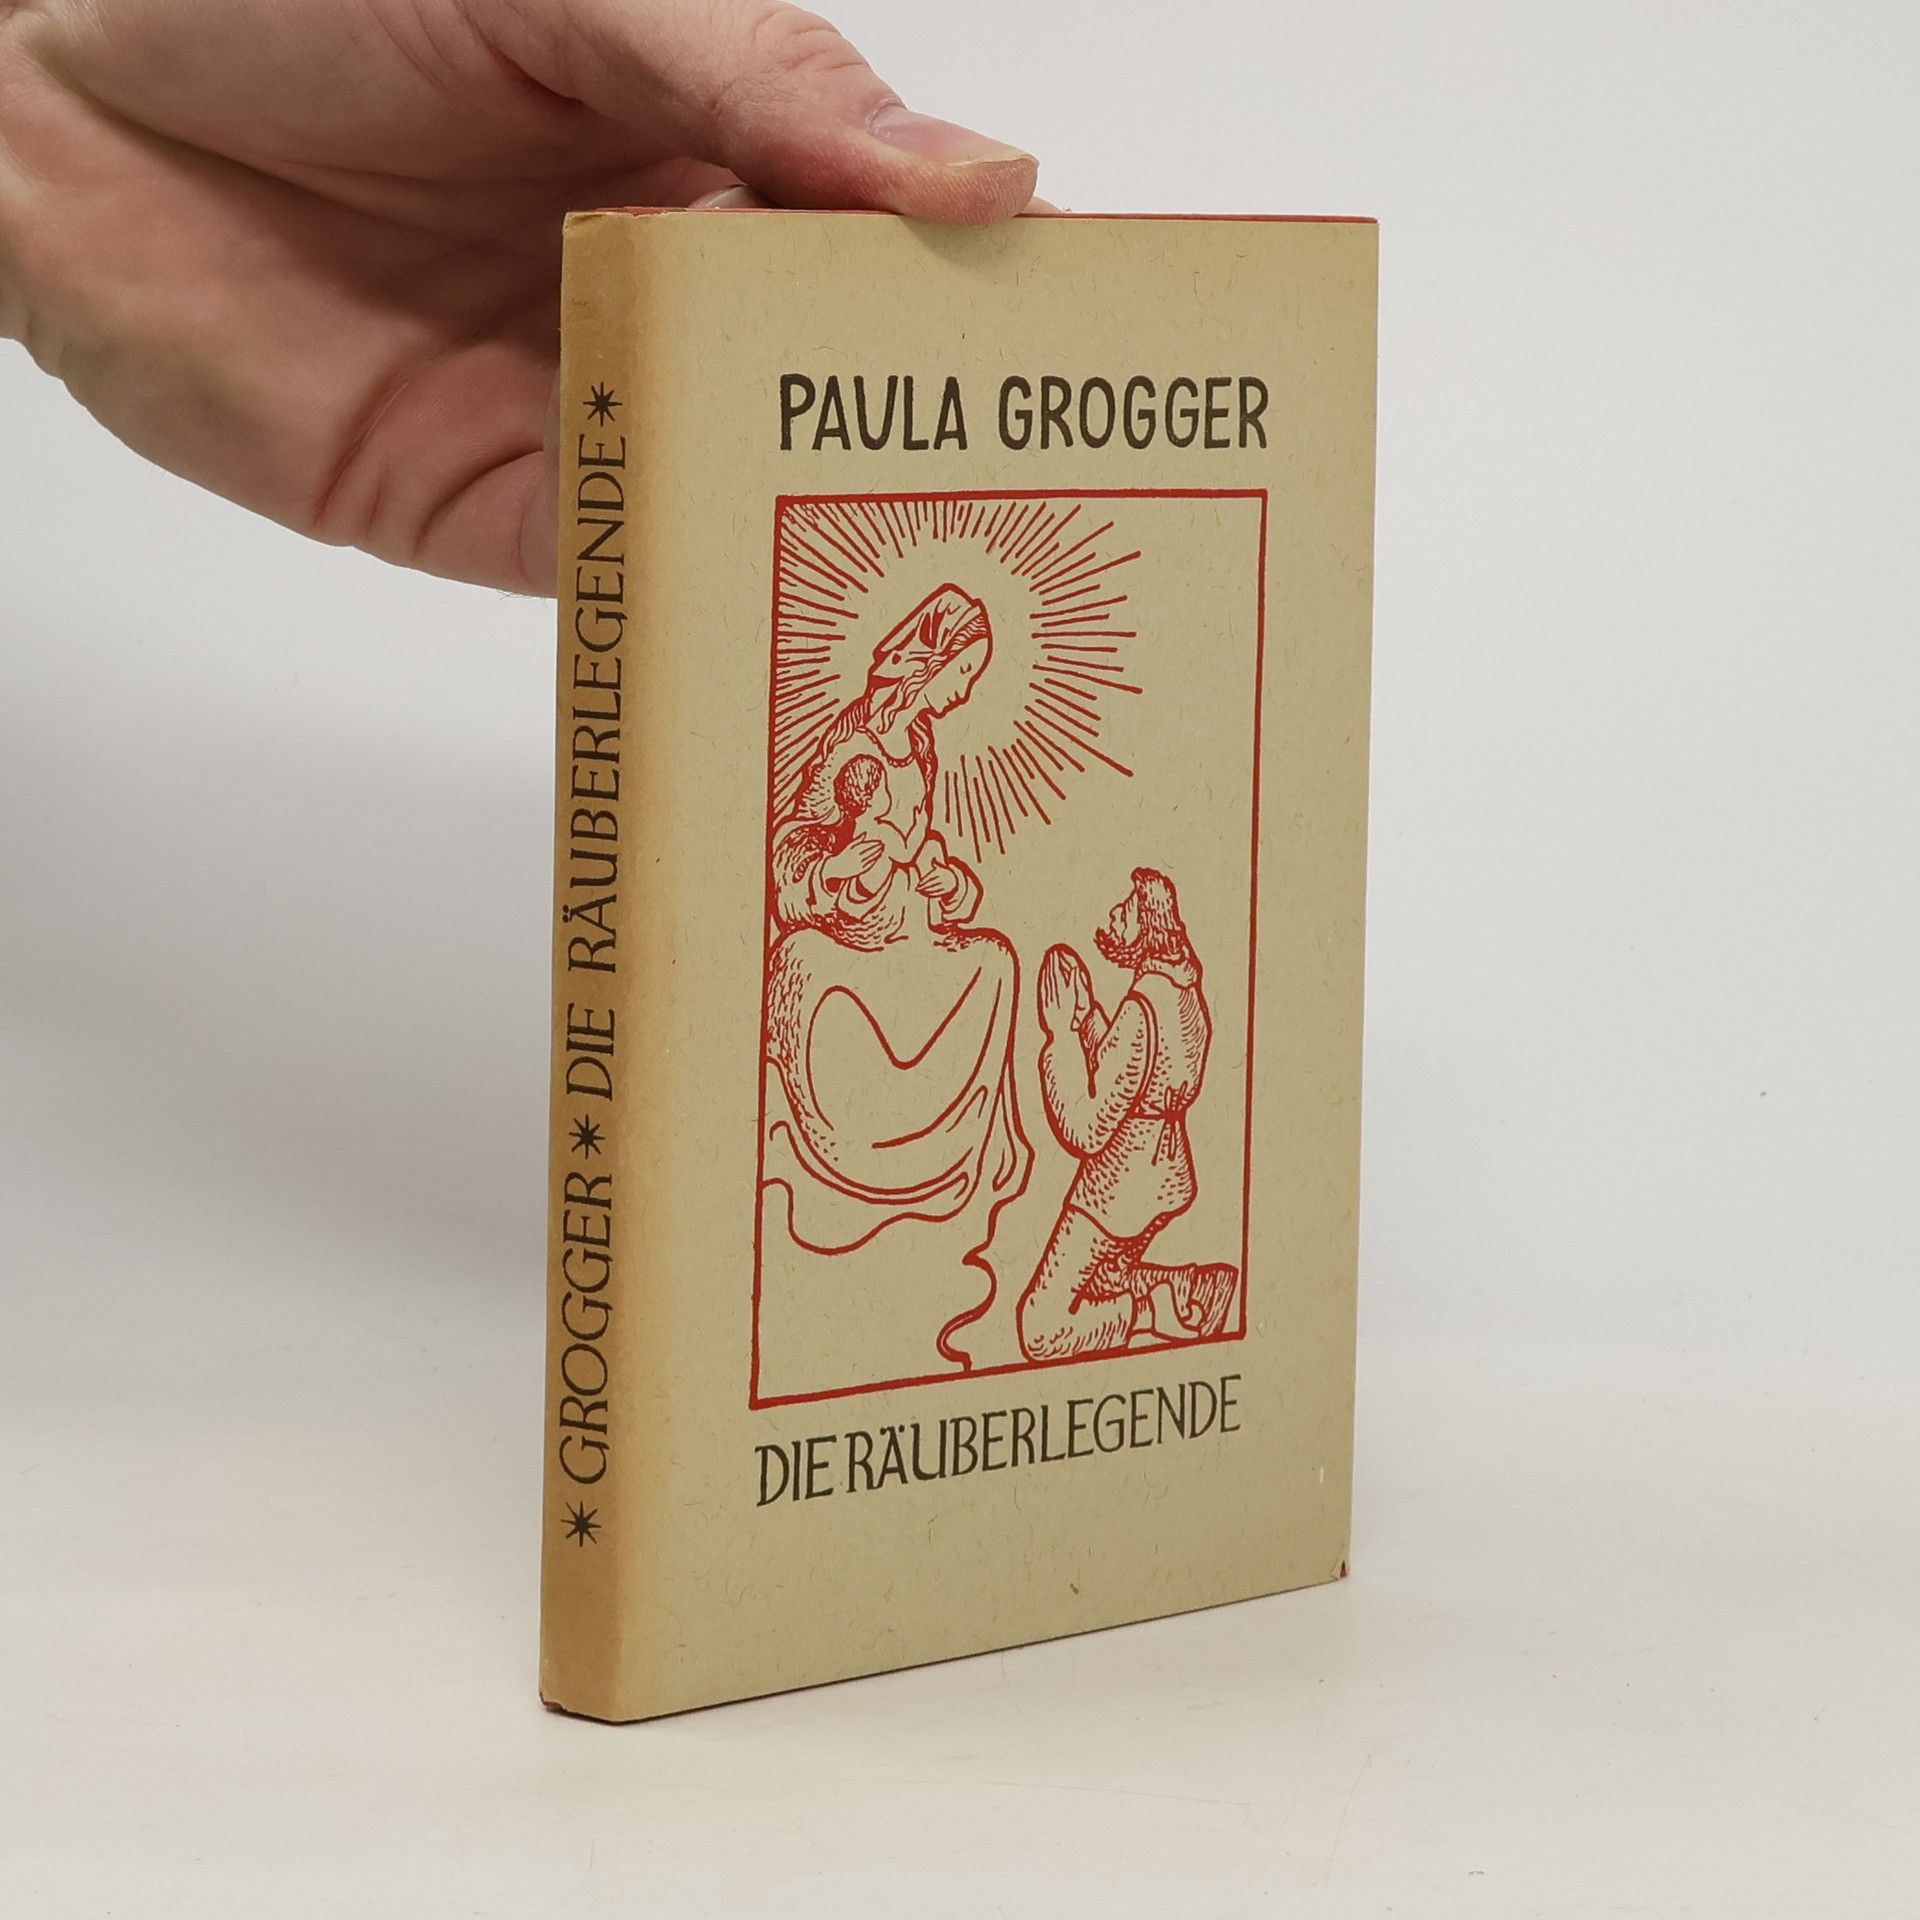 PAULA GROGGER
DIE RÄUBERLEGENDE
✴ GROGGER ✴ DIE RÄUBERLEGENDE ✴